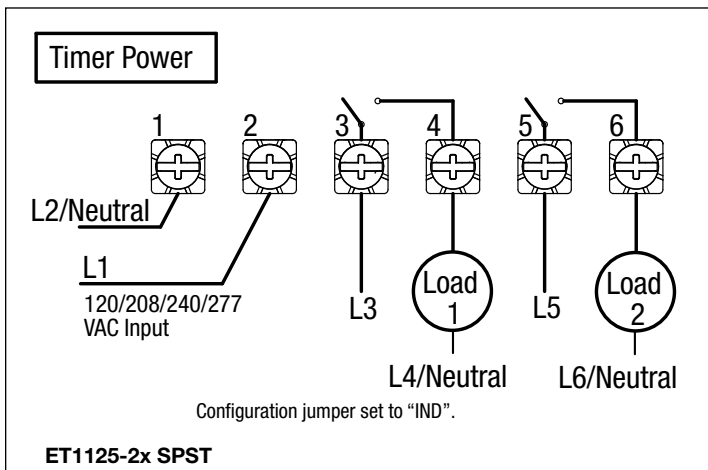 Timer Power
1 2 3 4 5 6
L2/Neutral
L1
120/208/240/277
VAC Input
L3
Load
1
L5
Load
2
L4/Neutral
L6/Neutral
Configuration jumper set to “IND”.
ET1125-2x SPST